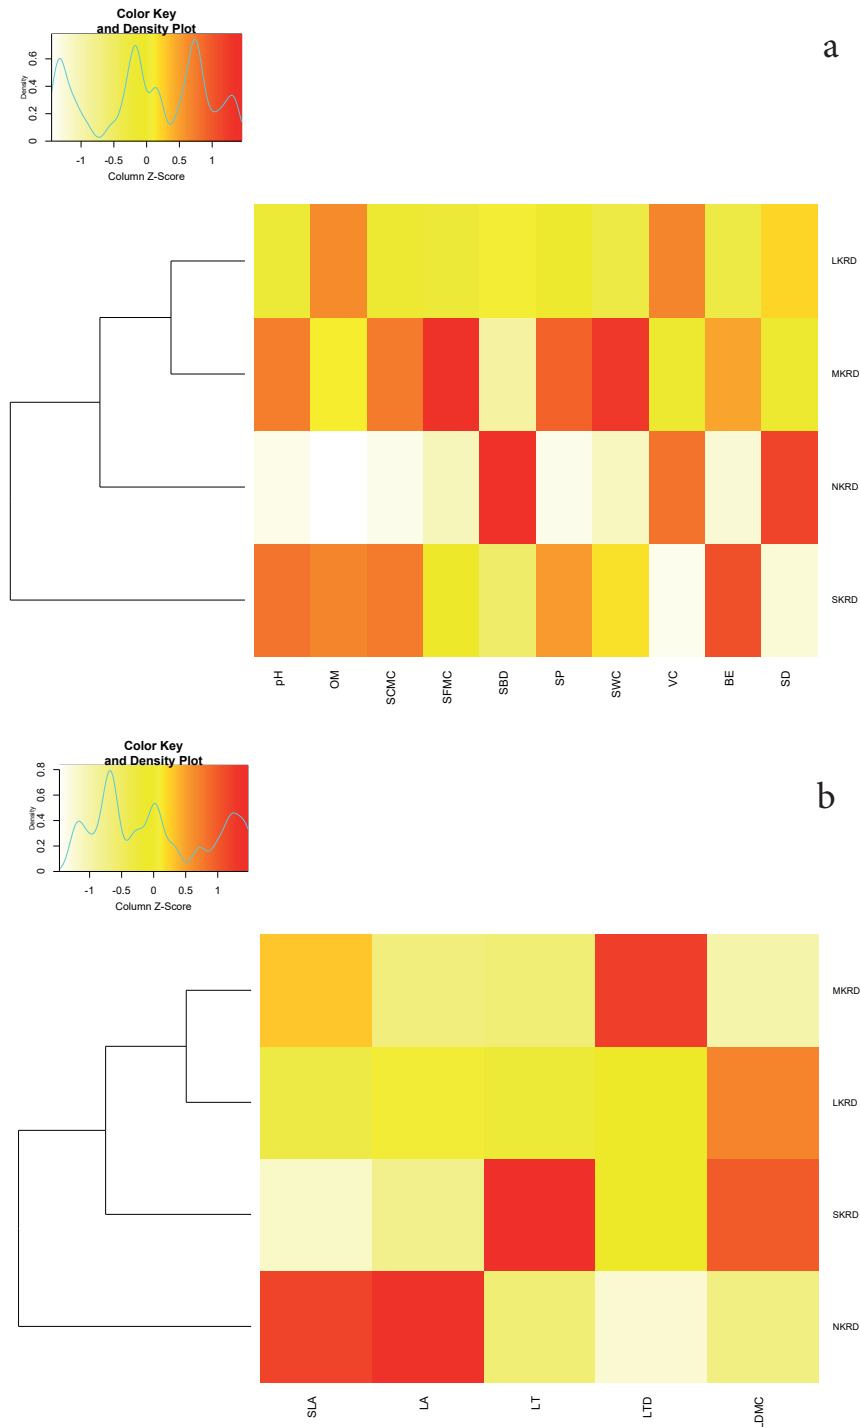 Color Key
and Density Plot
a
Density
0 0.2 0.4 0.6
-1 -0.5 0 0.5 1
Column Z-Score
LKRD
MKRD
NKRD
SKRD
pH OM SCMC SFMC SBD SP SWC VC BE SD
Color Key
and Density Plot
b
Density
0 0.2 0.4 0.6 0.8
-1 -0.5 0 0.5 1
Column Z-Score
MKRD
LKRD
SKRD
NKRD
SLA LA LT LTD LDMC